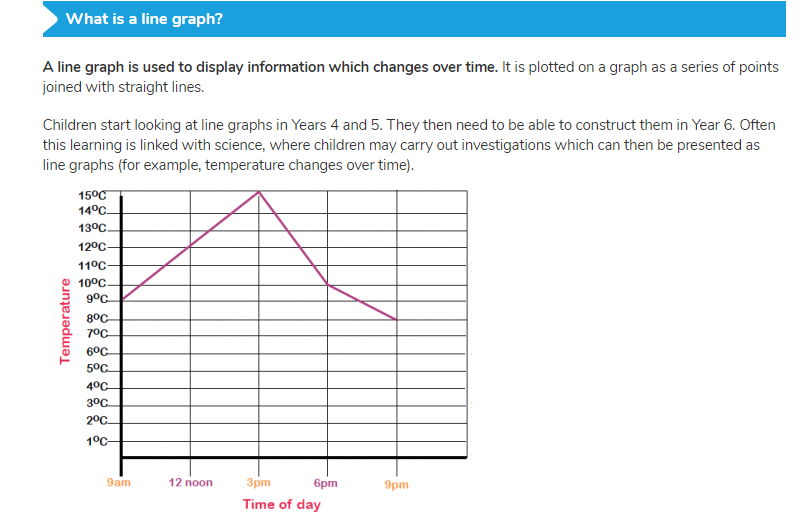 What is a line graph?
A line graph is used to display information which changes over time. It is plotted on a graph as a series of points
joined with straight lines.
Children start looking at line graphs in Years 4 and 5. They then need to be able to construct them in Year 6. Often
this learning is linked with science, where children may carry out investigations which can then be presented as
line graphs (for example, temperature changes over time).
15ºC
14ºC
13ºC
12ºC
11ºC
10ºC
9ºC
8ºC
7ºC
6ºC
5ºC
4ºC
3ºC
2ºC
1ºC
Temperature
9am 12 noon 3pm 6pm 9pm
Time of day